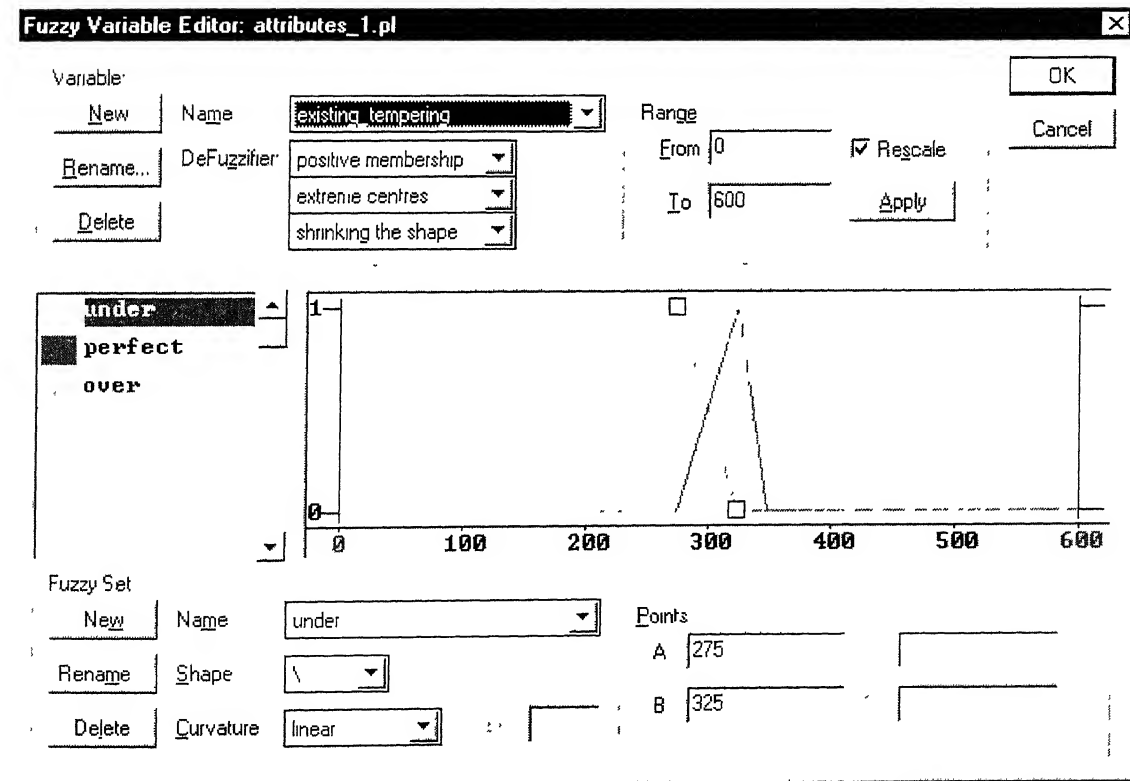 Fuzzy Variable Editor: attributes_1.pl
Variable:
OK
New Name existing_tempering Range
Cancel
From 0 Rescale
Rename... DeFuzzifier positive membership
extreme centres To 600 Apply
Delete
shrinking the shape
under
perfect
over
1
0
0 100 200 300 400 500 600
Fuzzy Set
New Name under Points
A 275
Rename Shape \
B 325
Delete Curvature linear